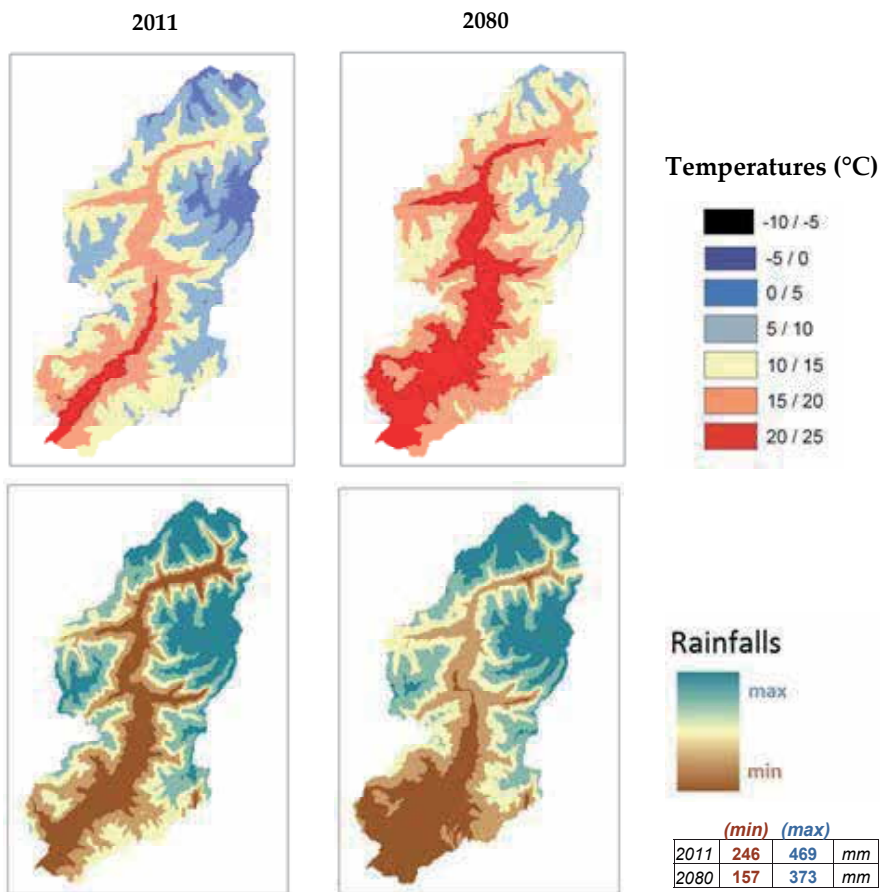 2011 2080
Temperatures (°C)
-10 / -5
-5 / 0
0 / 5
5 / 10
10 / 15
15 / 20
20 / 25
Rainfalls
max
min
(min) (max)
2011 246 469 mm
2080 157 373 mm